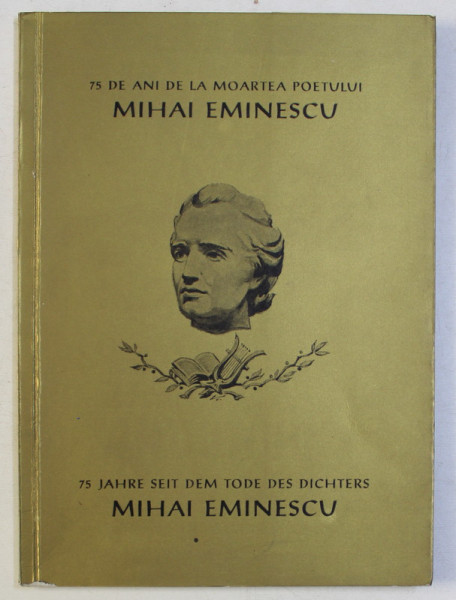 75 DE ANI DE LA MOARTEA POETULUI
MIHAI EMINESCU
75 JAHRE SEIT DEM TODE DES DICHTERS
MIHAI EMINESCU